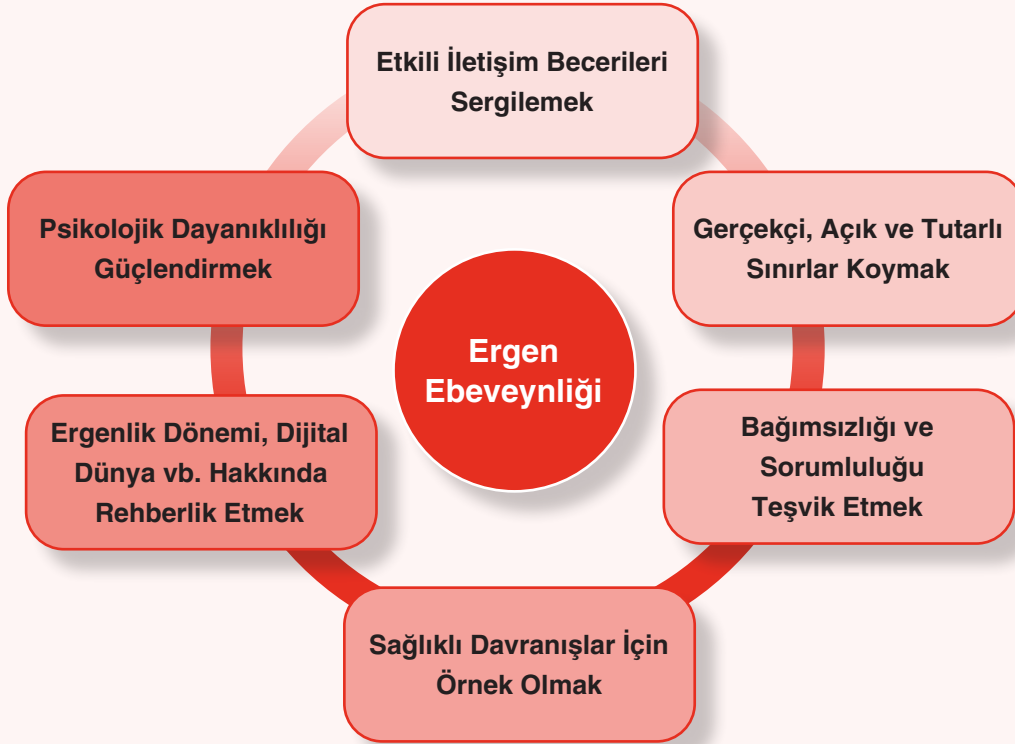 Etkili İletişim Becerileri
Sergilemek
Psikolojik Dayanıklılığı
Güçlendirmek
Gerçekçi, Açık ve Tutarlı
Sınırlar Koymak
Ergen
Ebeveynliği
Ergenlik Dönemi, Dijital
Dünya vb. Hakkında
Rehberlik Etmek
Bağımsızlığı ve
Sorumluluğu
Teşvik Etmek
Sağlıklı Davranışlar İçin
Örnek Olmak